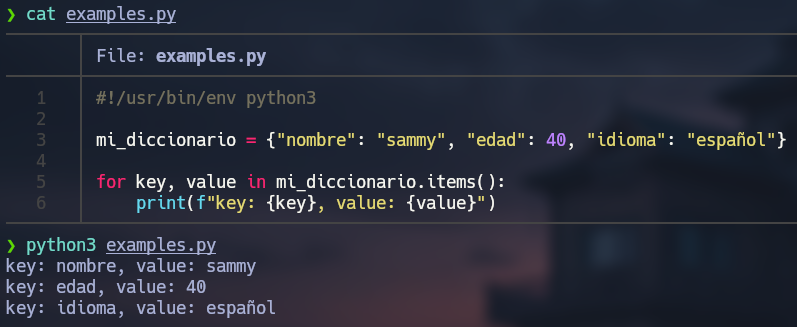 ❯ cat examples.py
File: examples.py
1 #!/usr/bin/env python3
2
3 mi_diccionario = {"nombre": "sammy", "edad": 40, "idioma": "español"}
4
5 for key, value in mi_diccionario.items():
6     print(f"key: {key}, value: {value}")
❯ python3 examples.py
key: nombre, value: sammy
key: edad, value: 40
key: idioma, value: español